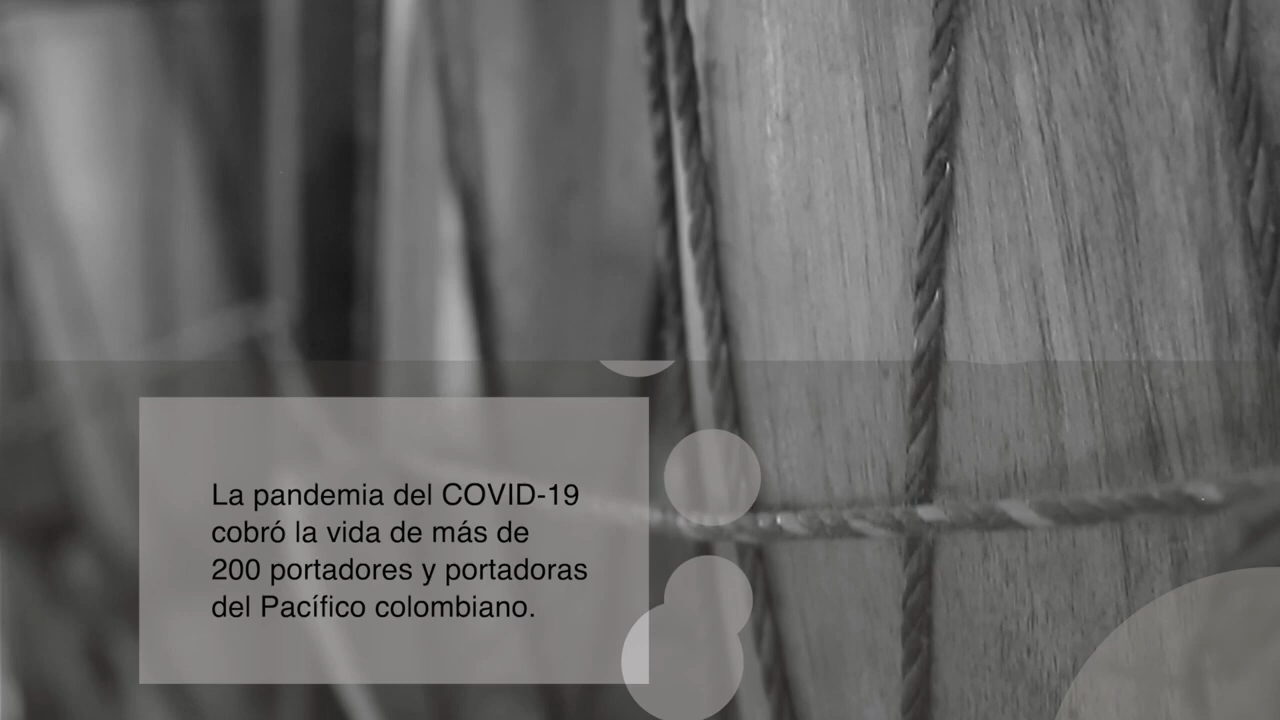 La pandemia del COVID-19
cobró la vida de más de
200 portadores y portadoras
del Pacífico colombiano.